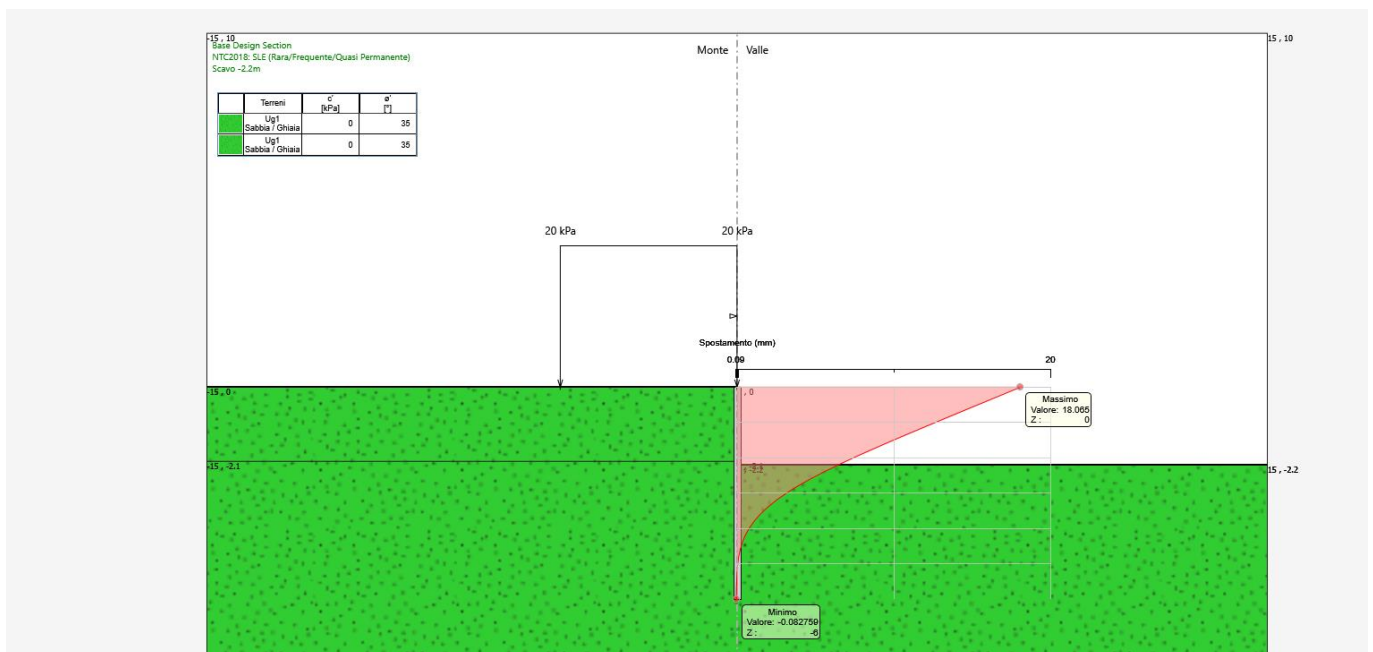 -15, 10
15, 10
Base Design Section
NTC2018: SLE (Rara/Frequente/Quasi Permanente)
Scavo -2.2m
Monte
Valle
Terreni c' [kPa] ø' [°]
Ug1 Sabbia / Ghiaia 0 35
Ug1 Sabbia / Ghiaia 0 35
20 kPa
20 kPa
Spostamento (mm)
0.09
20
-15, 0
, 0
Massimo
Valore: 18.065
Z : 0
-15, -2.1
-2.2
15, -2.2
Minimo
Valore: -0.082759
Z : -6